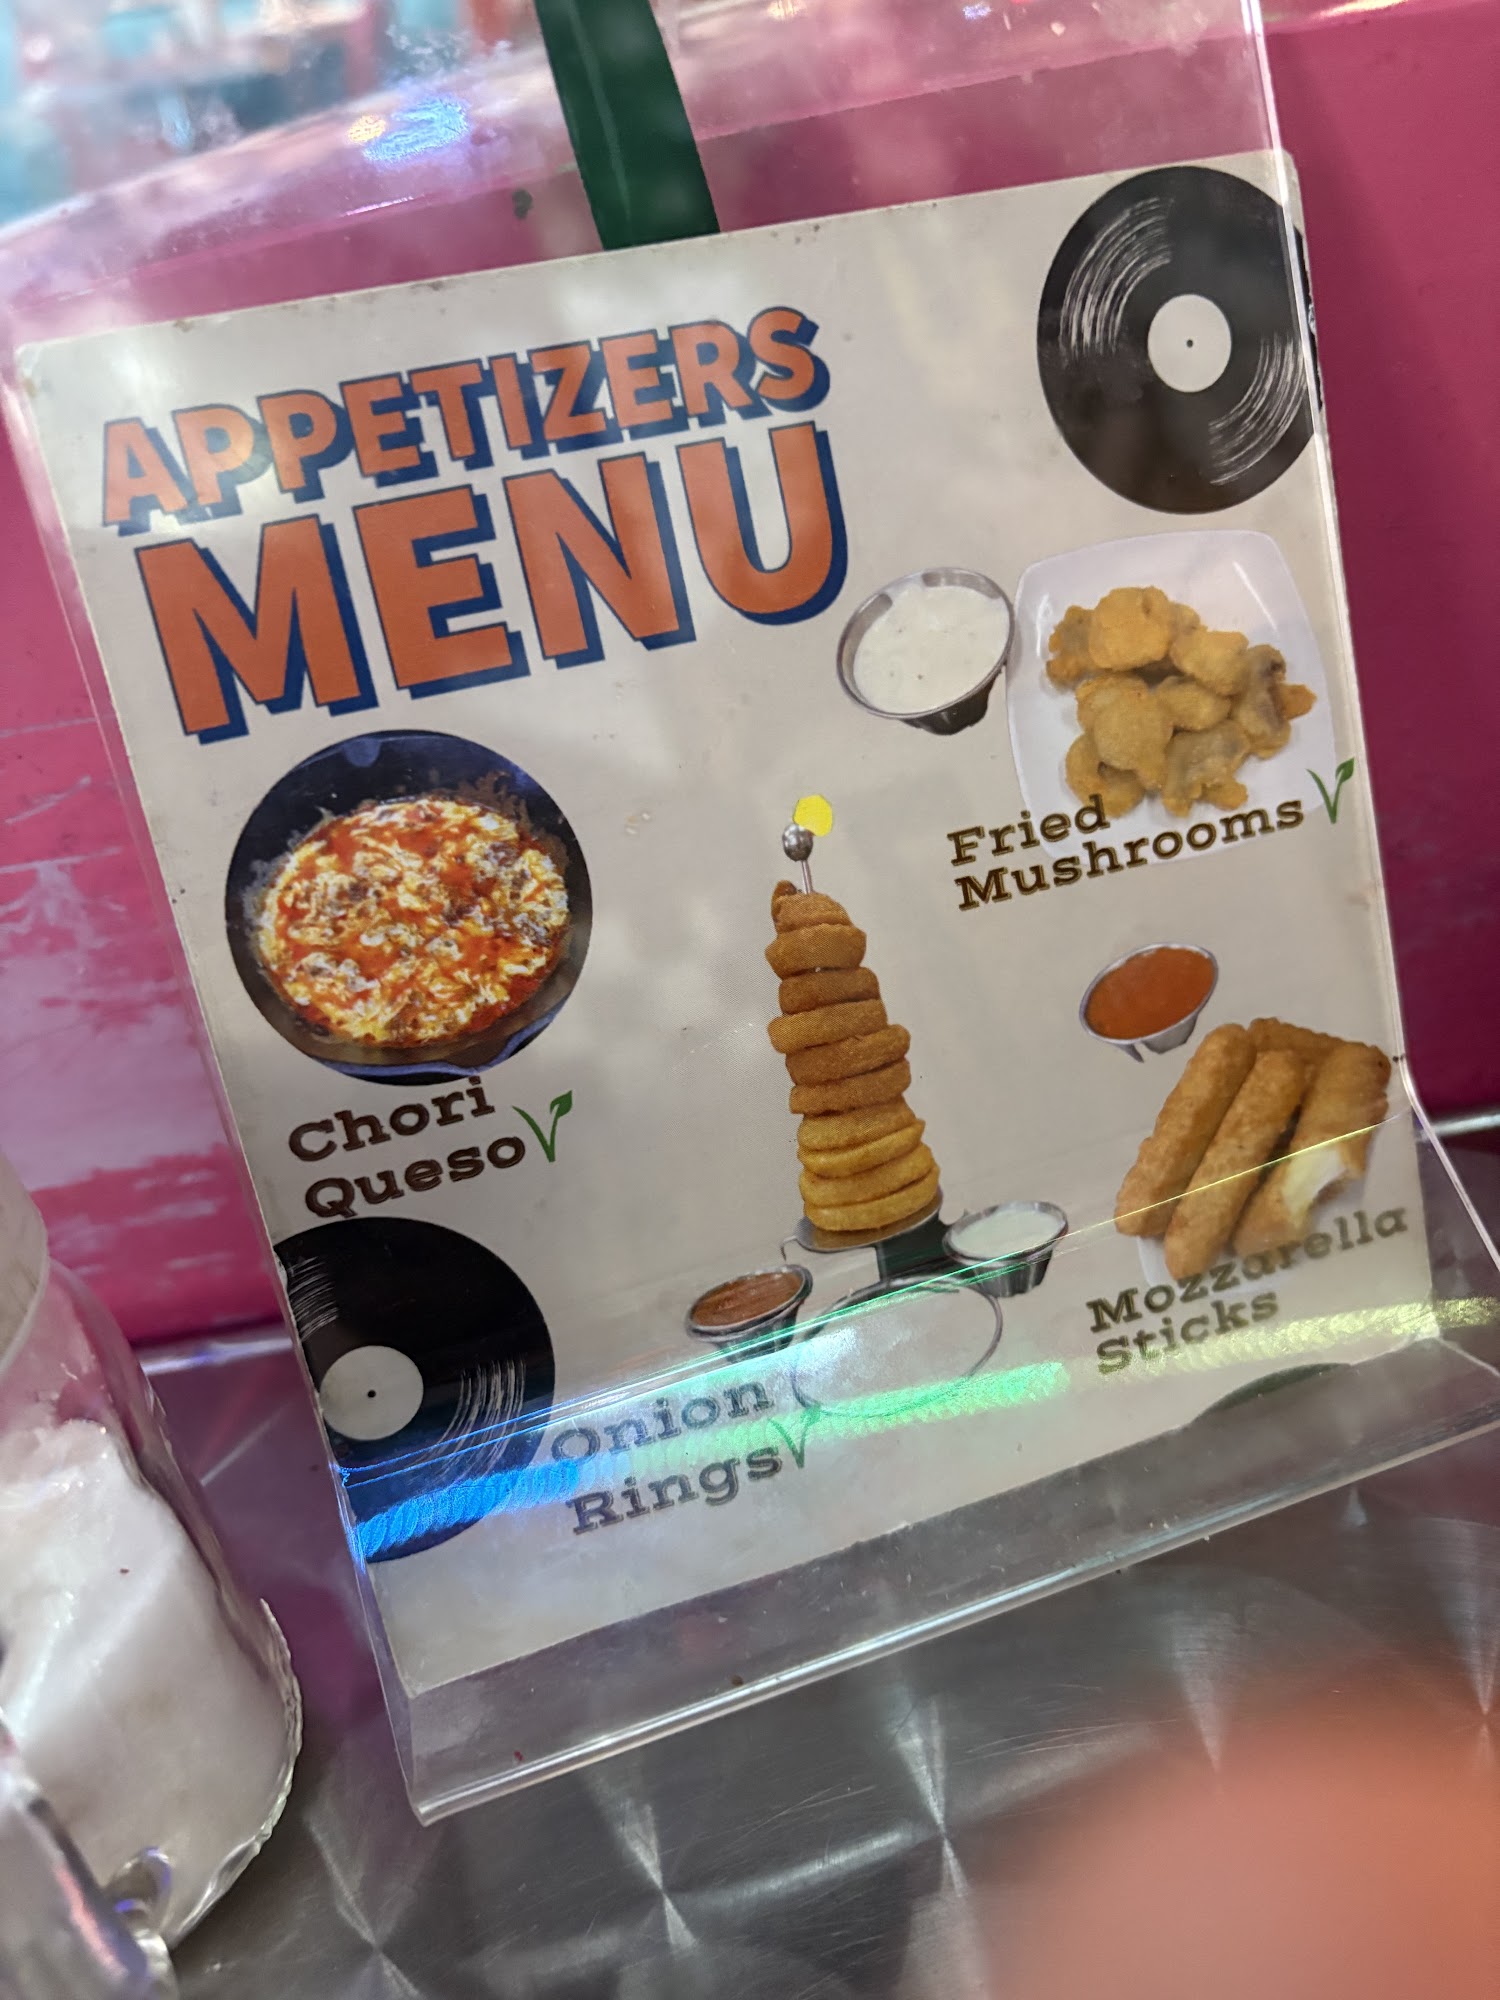 APPETIZERS
MENU
Fried
Mushrooms
Chori
Queso
Mozzarella
Sticks
Onion
Rings